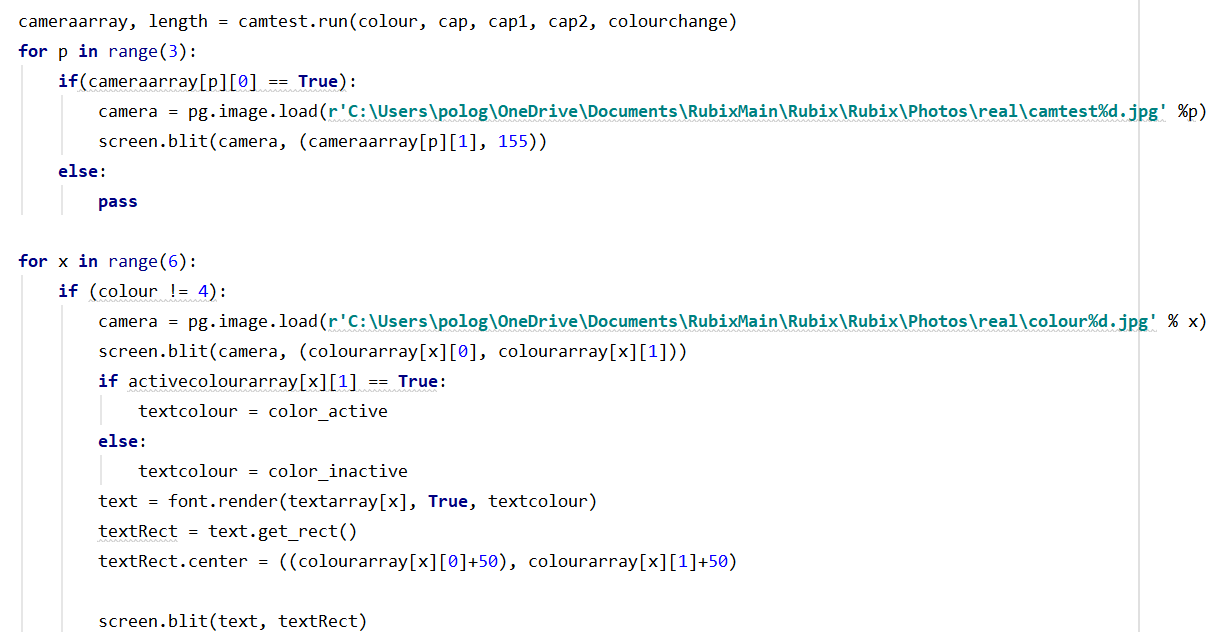 cameraarray, length = camtest.run(colour, cap, cap1, cap2, colourchange)
for p in range(3):
    if(cameraarray[p][0] == True):
        camera = pg.image.load(r'C:\Users\polog\OneDrive\Documents\RubixMain\Rubix\Rubix\Photos\real\camtest%d.jpg' %p)
        screen.blit(camera, (cameraarray[p][1], 155))
    else:
        pass

for x in range(6):
    if (colour != 4):
        camera = pg.image.load(r'C:\Users\polog\OneDrive\Documents\RubixMain\Rubix\Rubix\Photos\real\colour%d.jpg' % x)
        screen.blit(camera, (colourarray[x][0], colourarray[x][1]))
        if activecolourarray[x][1] == True:
            textcolour = color_active
        else:
            textcolour = color_inactive
        text = font.render(textarray[x], True, textcolour)
        textRect = text.get_rect()
        textRect.center = ((colourarray[x][0]+50), colourarray[x][1]+50)

        screen.blit(text, textRect)